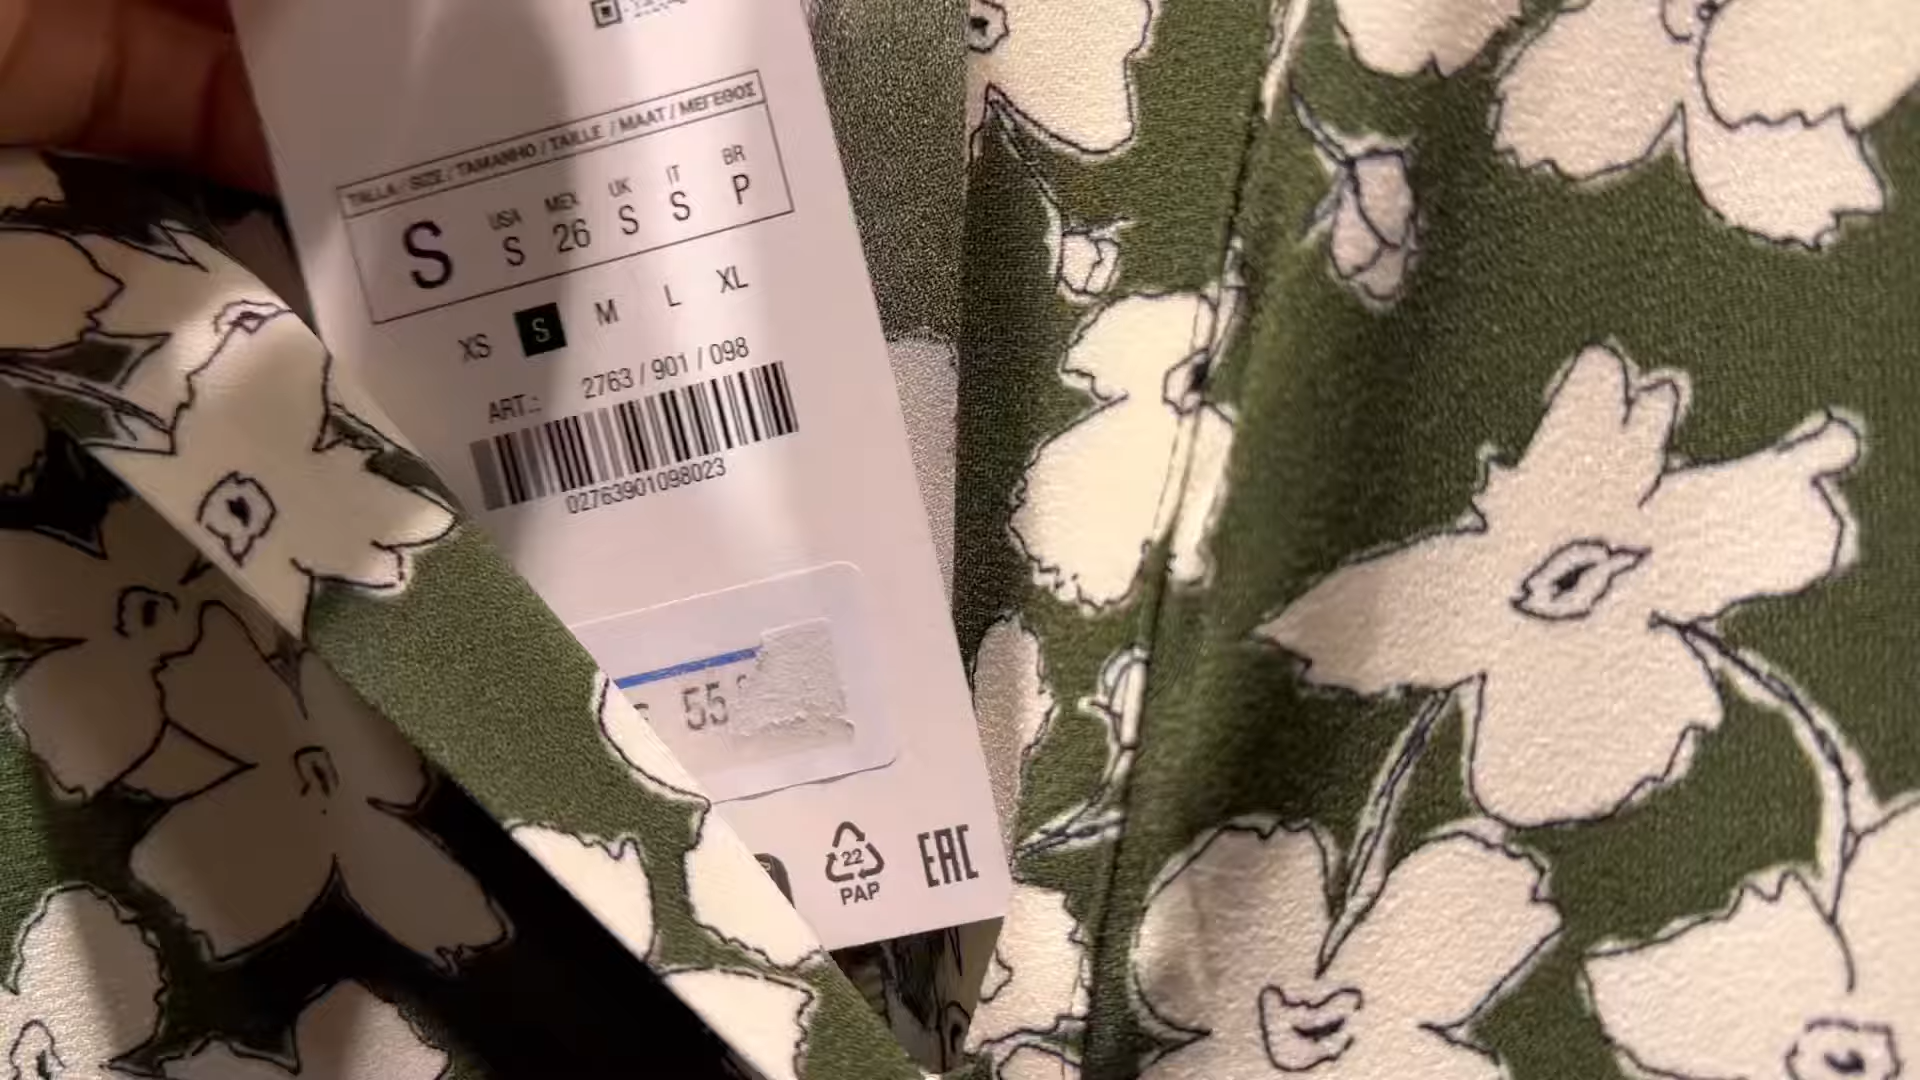 TALLA / SIZE / TAMANHO / TAILLE / MAAT / ΜΕΓΕΘΟΣ
USA MEX UK IT BR
S S 26 S S P
XS S M L XL
ART.: 2763 / 901 / 098
02763901098023
55
22
PAP
EAC